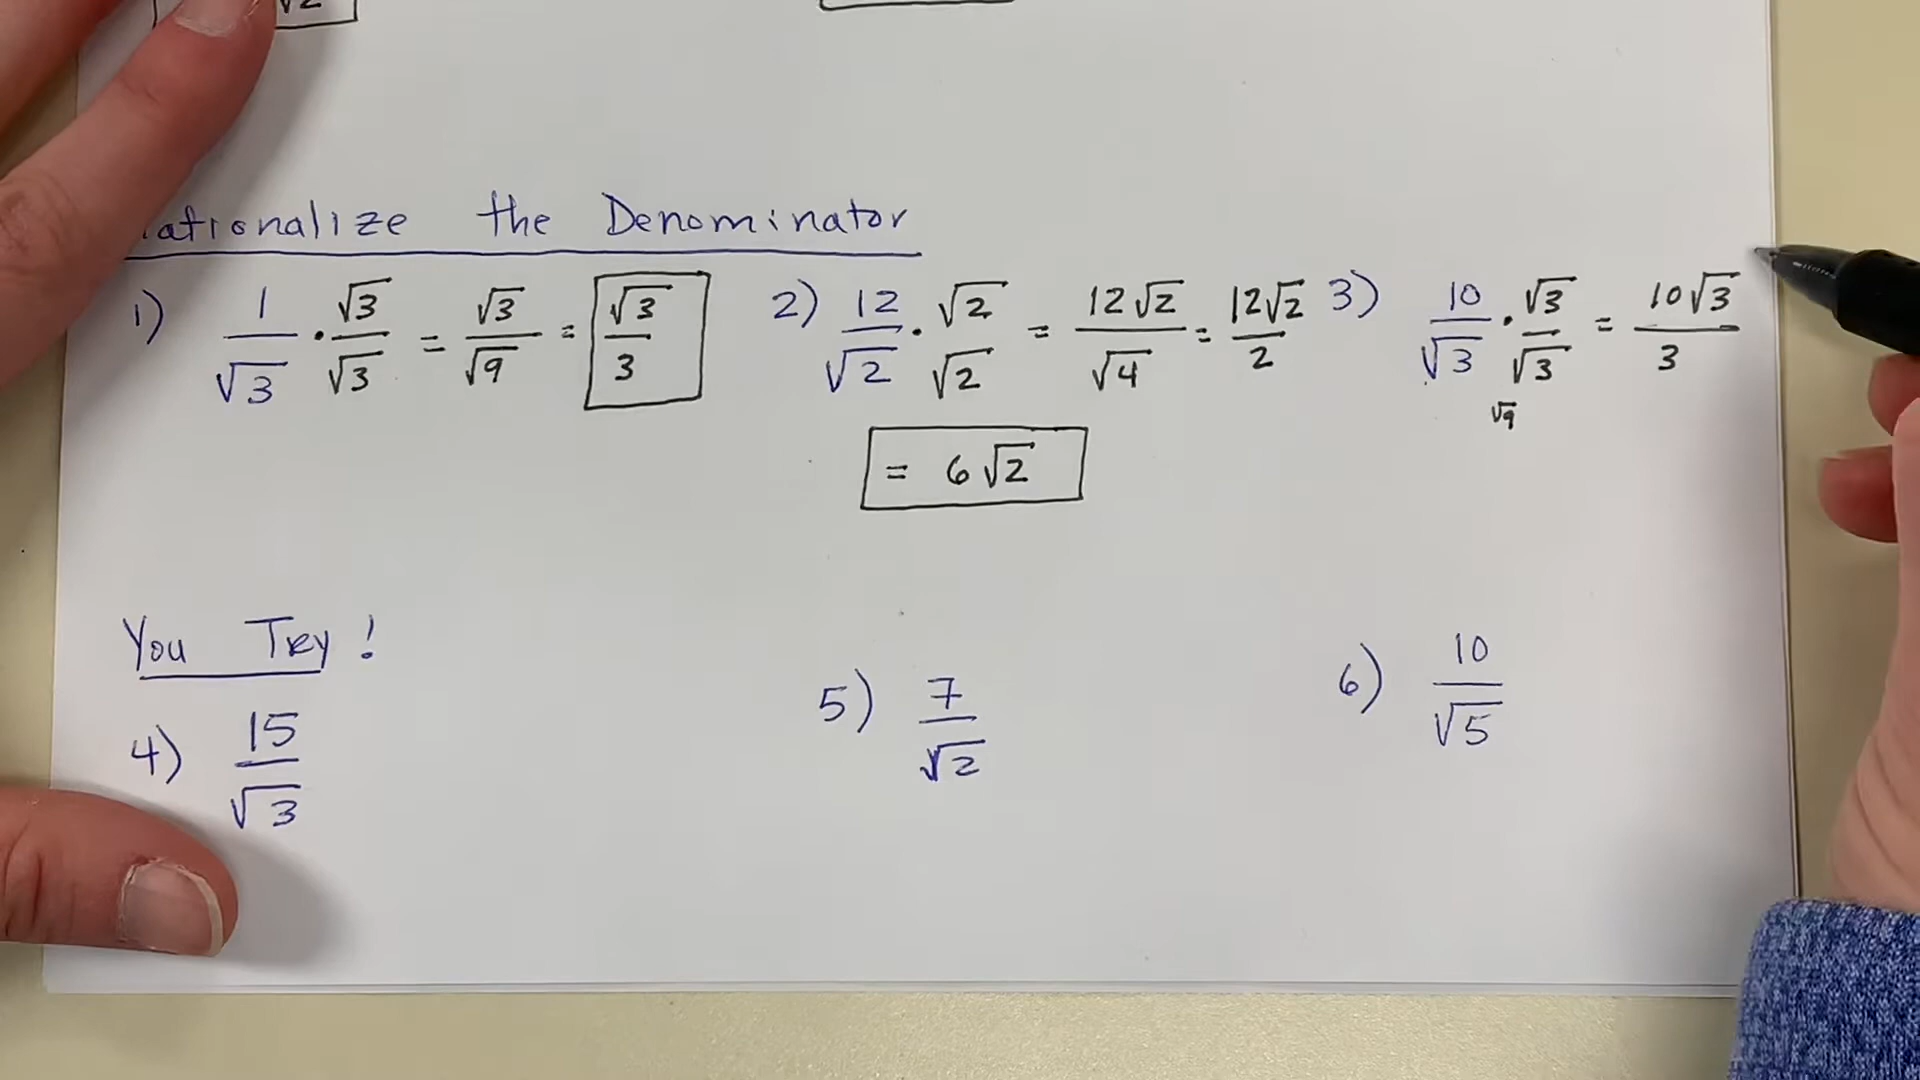 √2
Rationalize the Denominator
1) 1/√3 · √3/√3 = √3/√9 = √3/3
2) 12/√2 · √2/√2 = 12√2/√4 = 12√2/2
= 6√2
3) 10/√3 · √3/√3 = 10√3/3
√9
You Try!
4) 15/√3
5) 7/√2
6) 10/√5